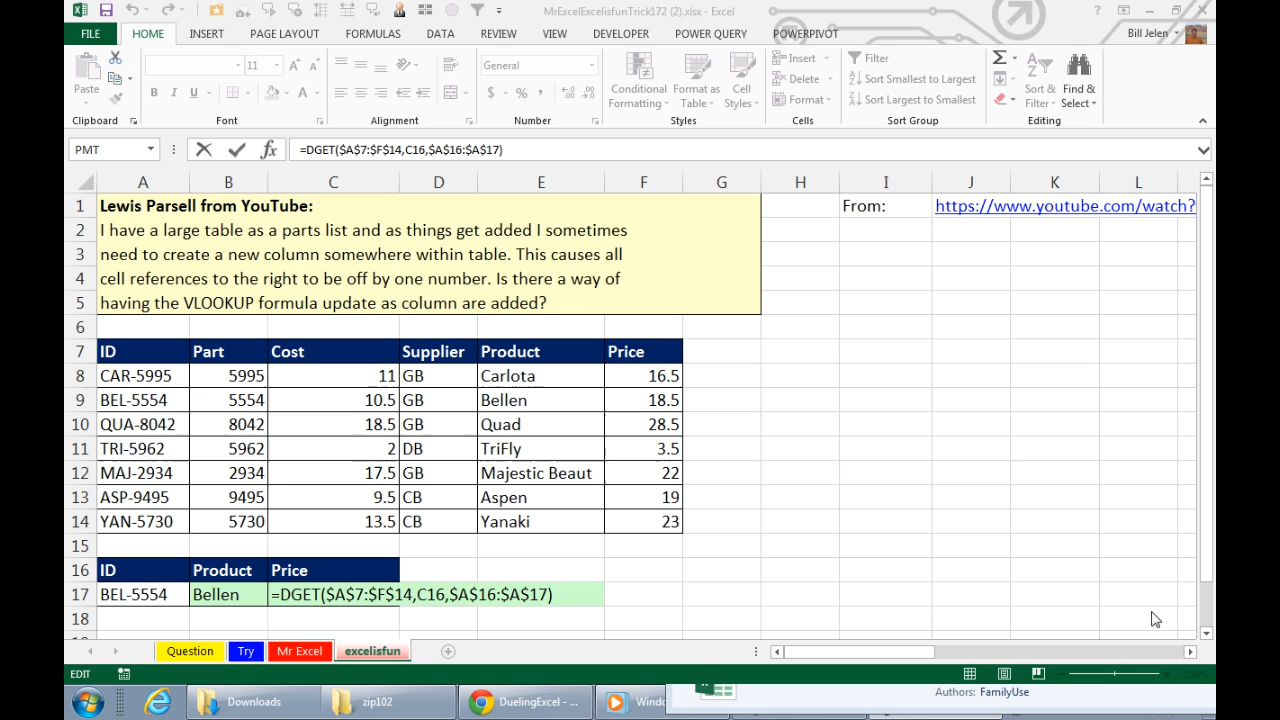 MrExcelExcelisfunTrick172 (2).xlsx - Excel
FILE HOME INSERT PAGE LAYOUT FORMULAS DATA REVIEW VIEW DEVELOPER POWER QUERY POWERPIVOT Bill Jelen
Paste
11
B I U
General
$ % ,
Conditional Formatting
Format as Table
Cell Styles
Insert
Delete
Format
Filter
Sort Smallest to Largest
Sort Largest to Smallest
Sort & Filter
Find & Select
Clipboard Font Alignment Number Styles Cells Sort Group Editing
PMT fx =DGET($A$7:$F$14,C16,$A$16:$A$17)
A B C D E F G H I J K L
1 Lewis Parsell from YouTube: From: https://www.youtube.com/watch?
2 I have a large table as a parts list and as things get added I sometimes
3 need to create a new column somewhere within table. This causes all
4 cell references to the right to be off by one number. Is there a way of
5 having the VLOOKUP formula update as column are added?
6
7 ID Part Cost Supplier Product Price
8 CAR-5995 5995 11 GB Carlota 16.5
9 BEL-5554 5554 10.5 GB Bellen 18.5
10 QUA-8042 8042 18.5 GB Quad 28.5
11 TRI-5962 5962 2 DB TriFly 3.5
12 MAJ-2934 2934 17.5 GB Majestic Beaut 22
13 ASP-9495 9495 9.5 CB Aspen 19
14 YAN-5730 5730 13.5 CB Yanaki 23
15
16 ID Product Price
17 BEL-5554 Bellen =DGET($A$7:$F$14,C16,$A$16:$A$17)
18
Question Try Mr Excel excelisfun
EDIT
Downloads zip102 DuelingExcel - ... Windo
Authors: FamilyUse